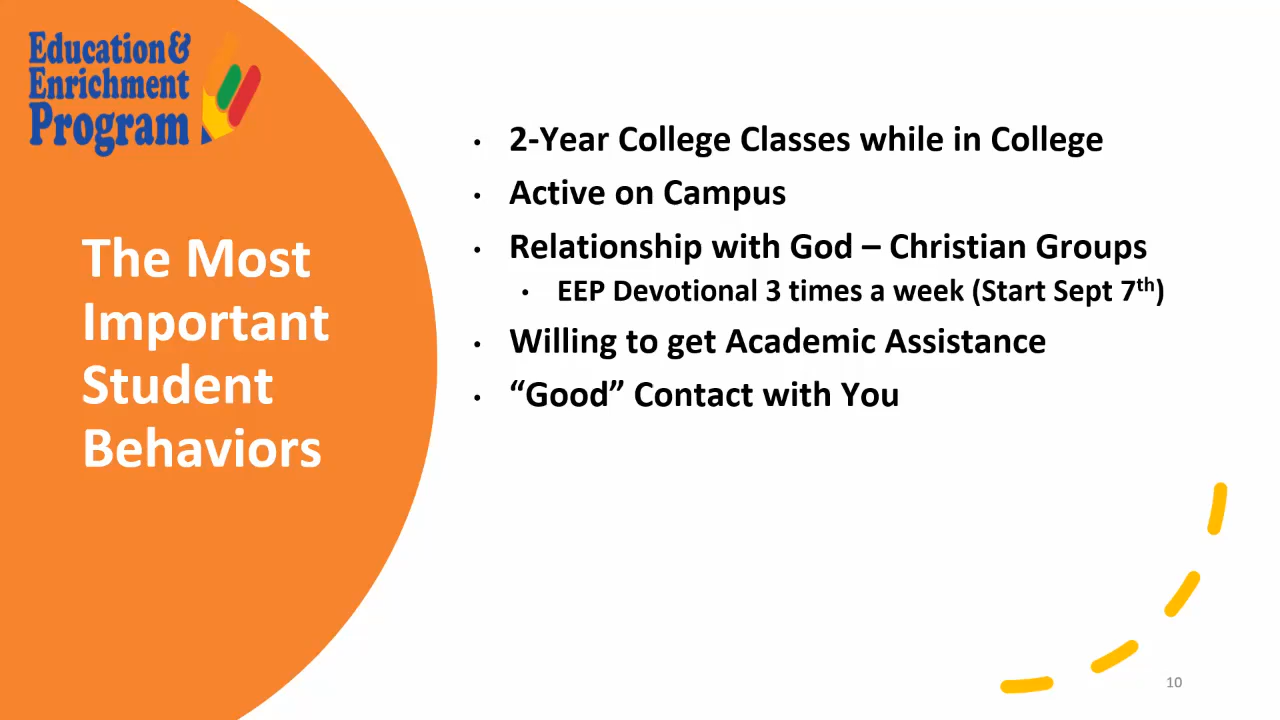 Education&
Enrichment
Program
The Most
Important
Student
Behaviors
• 2-Year College Classes while in College
• Active on Campus
• Relationship with God – Christian Groups
• EEP Devotional 3 times a week (Start Sept 7th)
• Willing to get Academic Assistance
• “Good” Contact with You
10